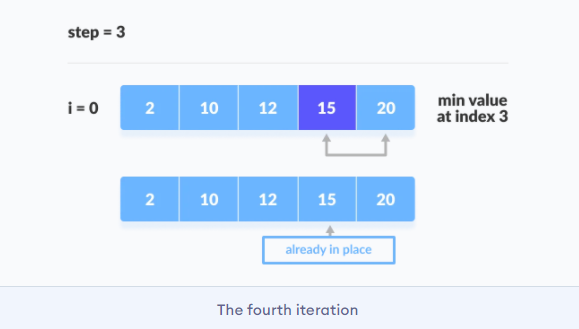 step = 3
i = 0
2 10 12 15 20
min value
at index 3
2 10 12 15 20
already in place
The fourth iteration